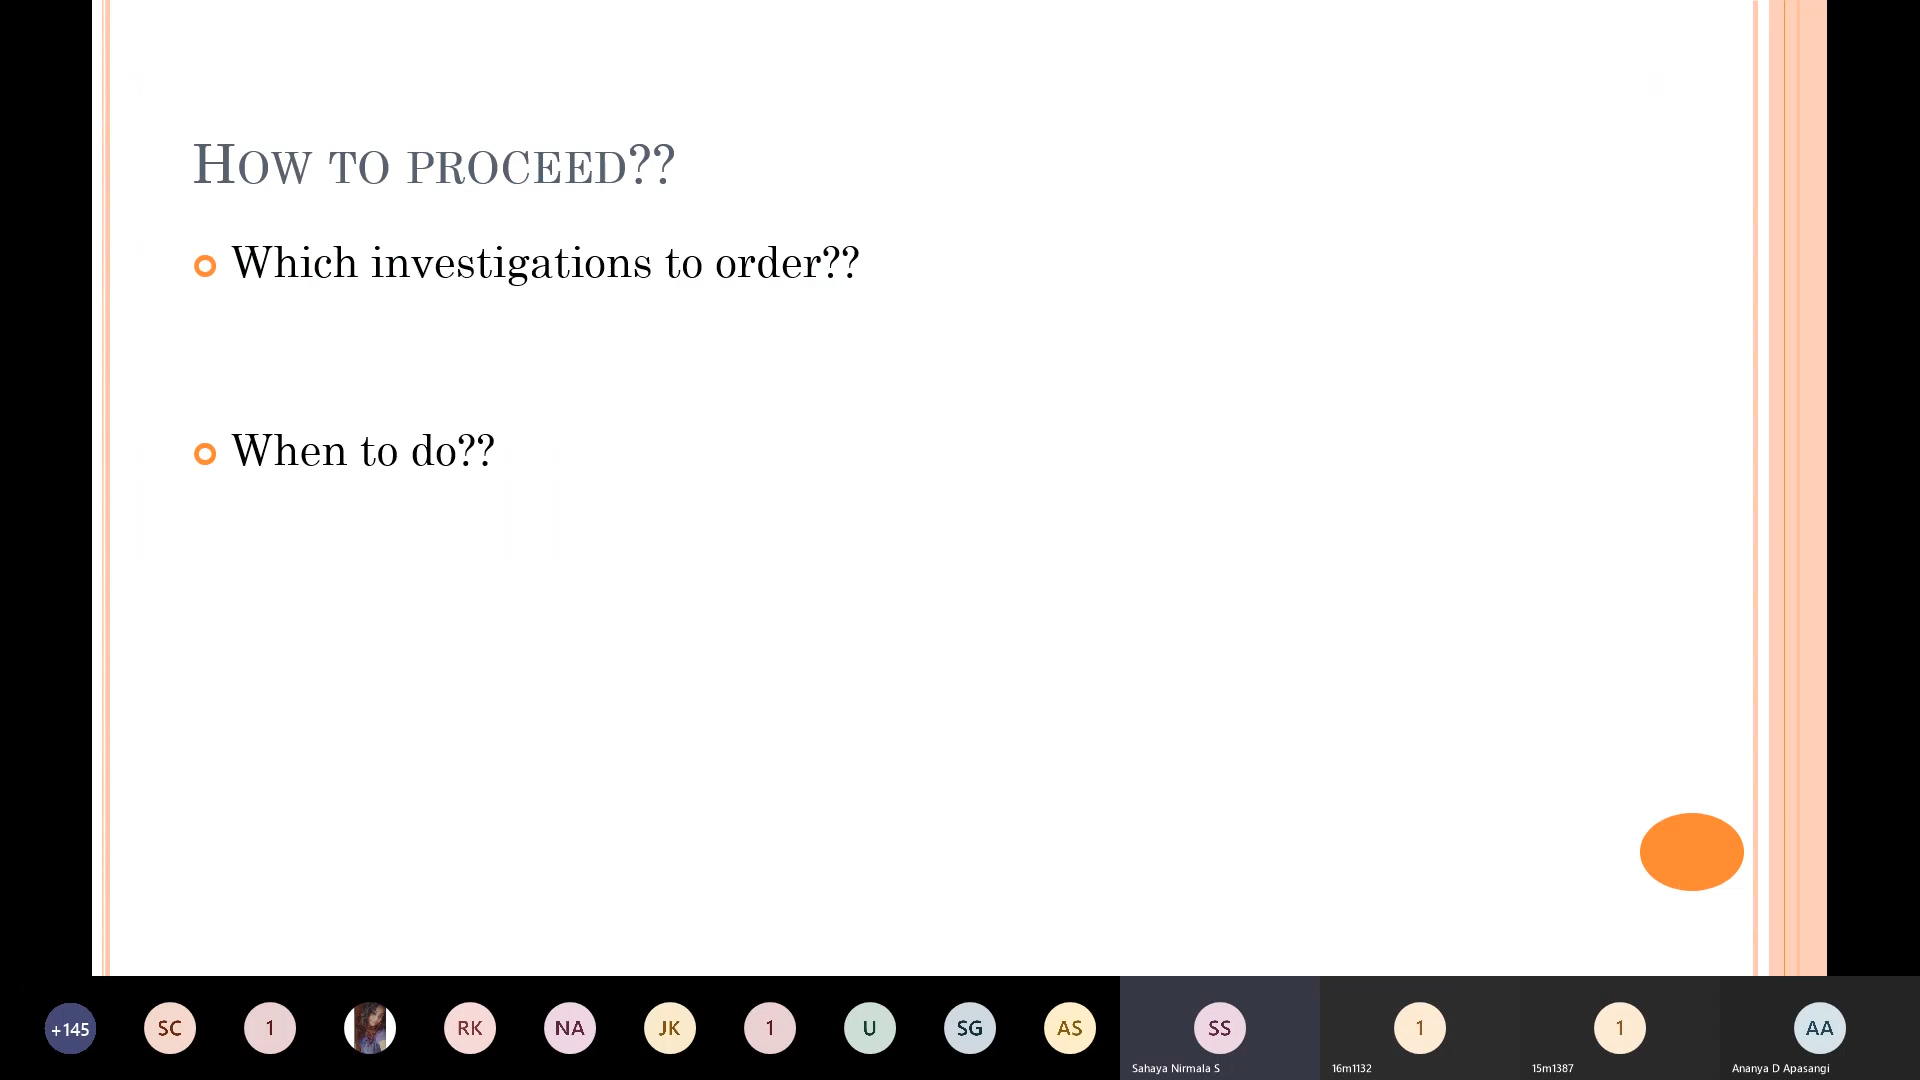 HOW TO PROCEED??
Which investigations to order??
When to do??
+145
SC
1
RK
NA
JK
1
U
SG
AS
SS
1
1
AA
Sahaya Nirmala S
16m1132
15m1387
Ananya D Apasangi